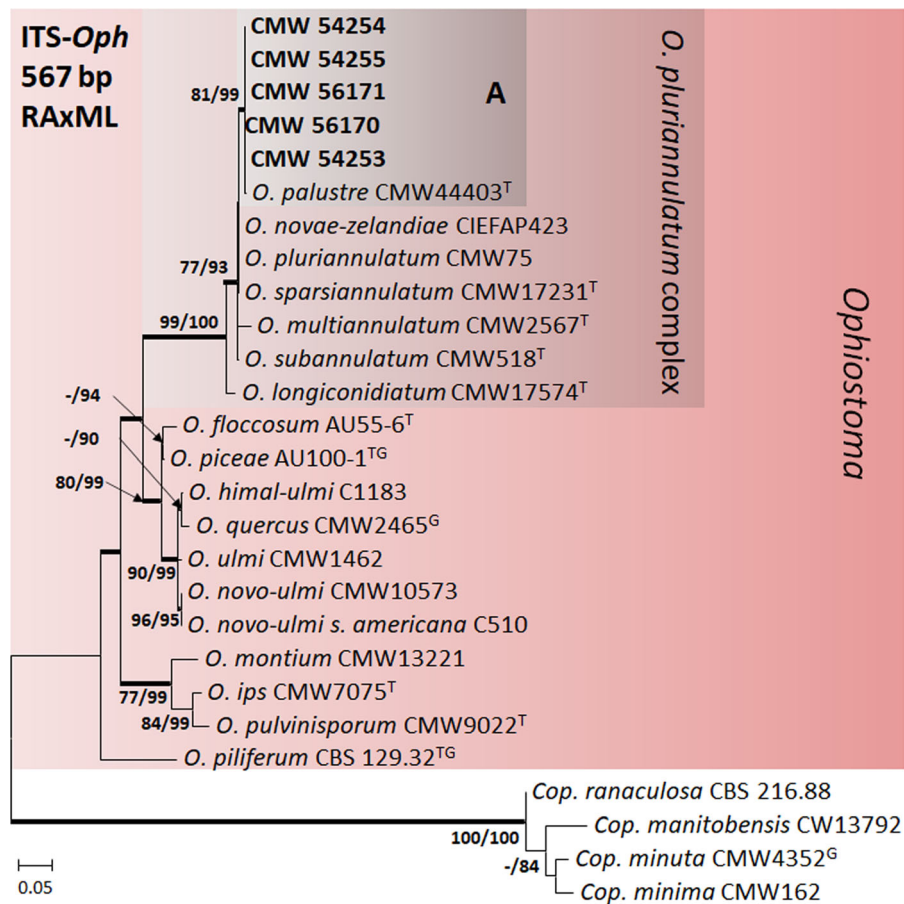 ITS-Oph
567 bp
RAxML
CMW 54254
CMW 54255
CMW 56171
CMW 56170
CMW 54253
O. palustre CMW44403ᵀ
81/99
A
O. novae-zelandiae CIEFAP423
O. pluriannulatum CMW75
O. sparsiannulatum CMW17231ᵀ
O. multiannulatum CMW2567ᵀ
O. subannulatum CMW518ᵀ
O. longiconidiatum CMW17574ᵀ
77/93
99/100
O. pluriannulatum complex
Ophiostoma
-/94
-/90
80/99
O. floccosum AU55-6ᵀ
O. piceae AU100-1ᵀᴳ
O. himal-ulmi C1183
O. quercus CMW2465ᴳ
O. ulmi CMW1462
90/99
O. novo-ulmi CMW10573
96/95
O. novo-ulmi s. americana C510
O. montium CMW13221
77/99
O. ips CMW7075ᵀ
84/99
O. pulvinisporum CMW9022ᵀ
O. piliferum CBS 129.32ᵀᴳ
Cop. ranaculosa CBS 216.88
100/100
Cop. manitobensis CW13792
-/84
Cop. minuta CMW4352ᴳ
Cop. minima CMW162
0.05